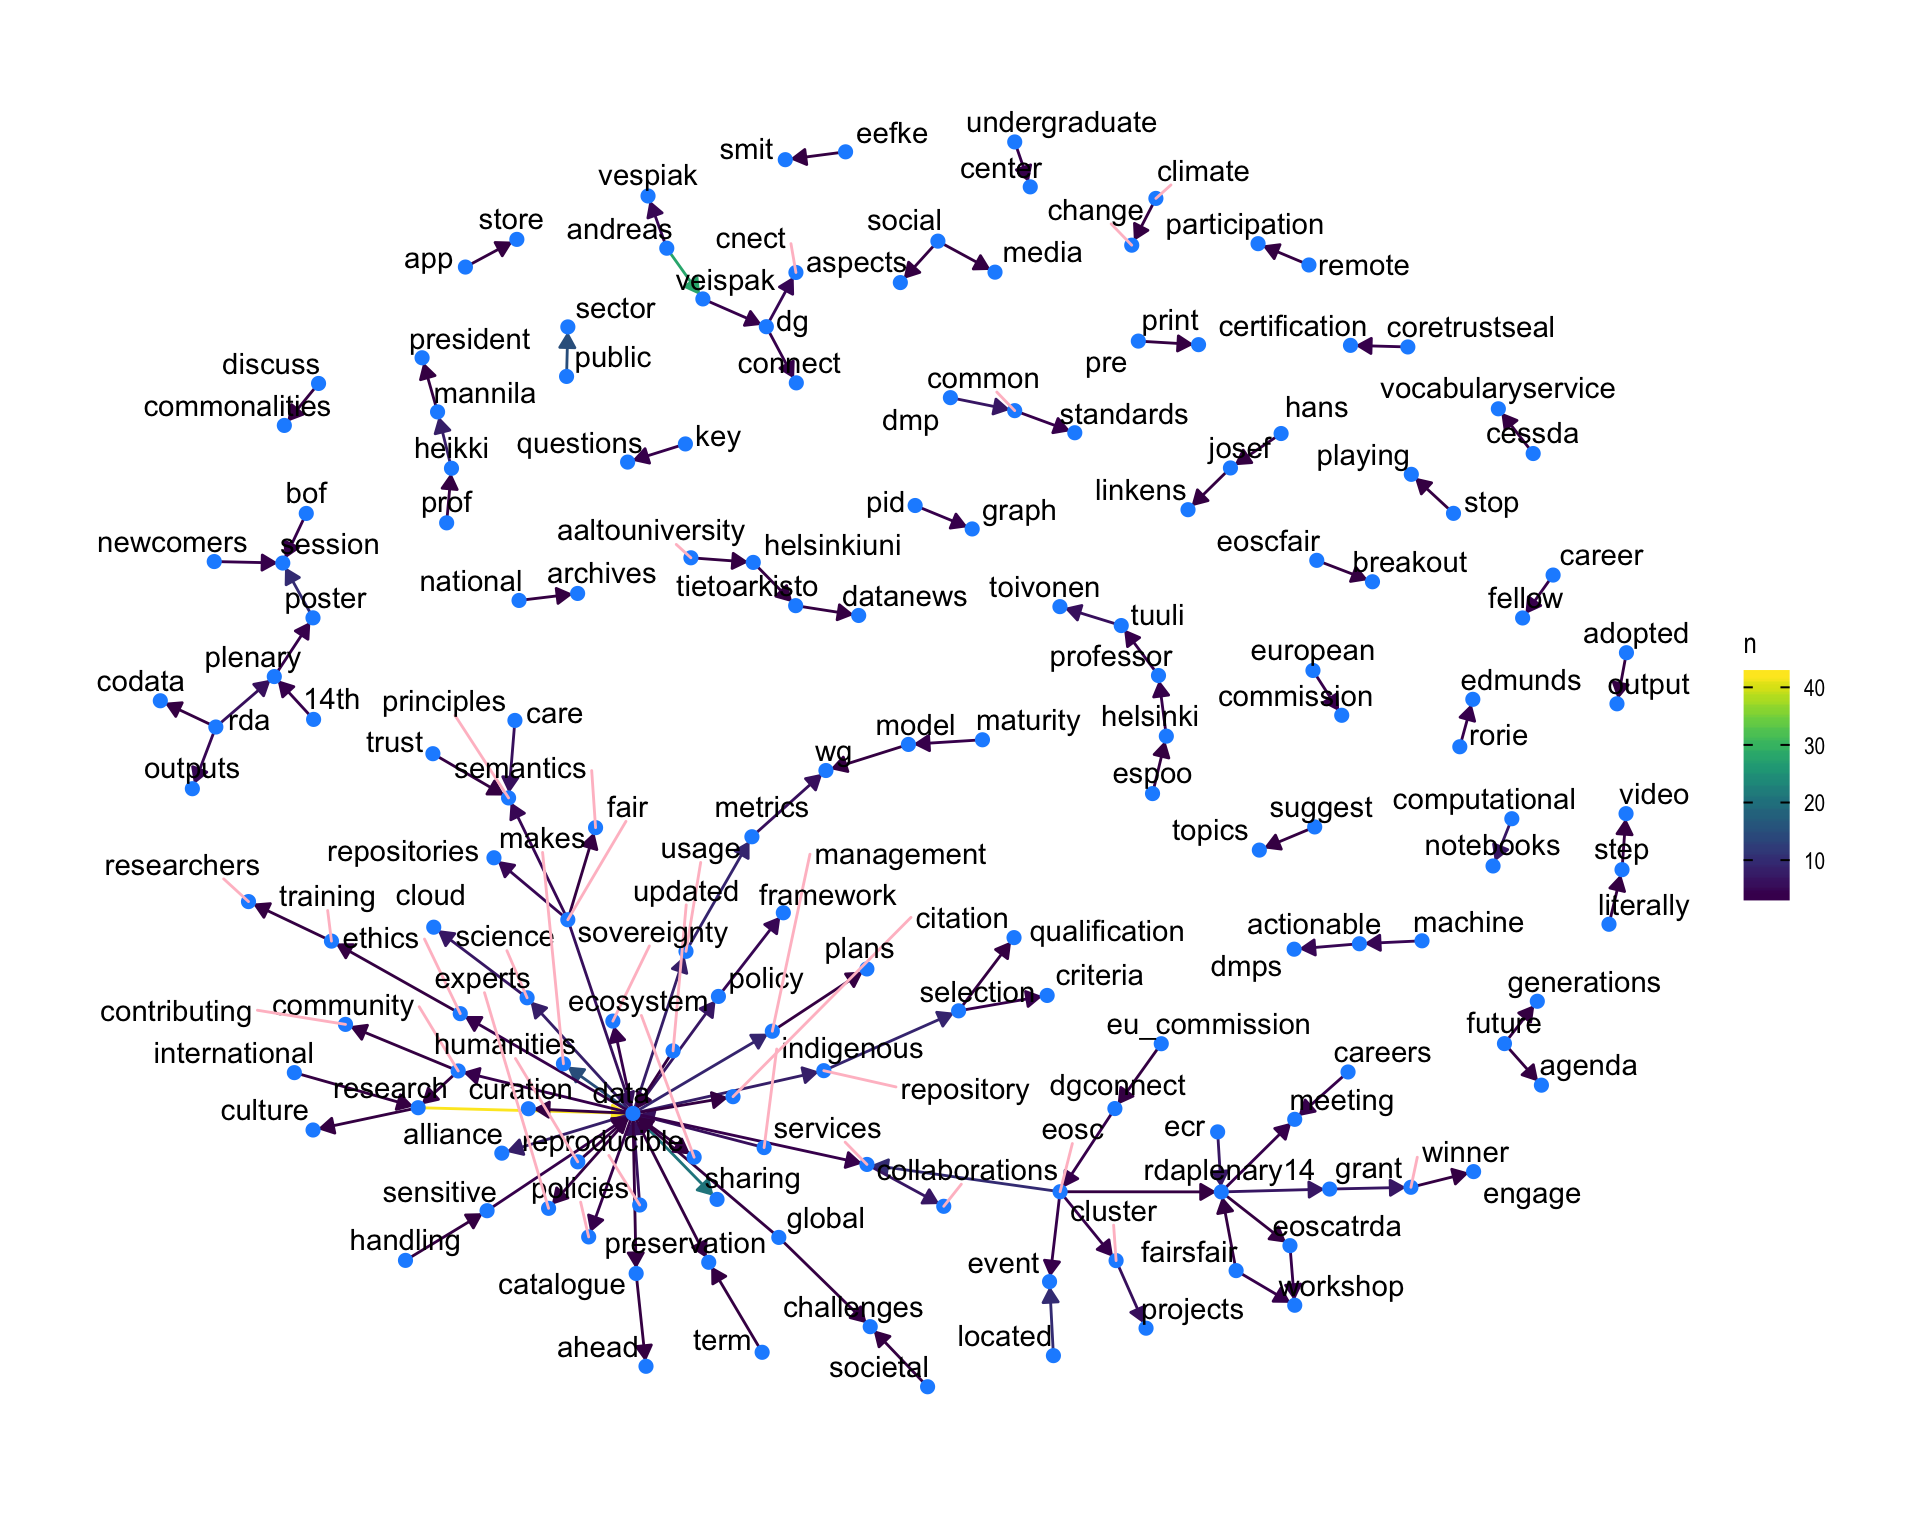 undergraduate
eefke
smit
center
climate
vespiak
change
store
social
participation
andreas
cnect
media
app
aspects
remote
veispak
sector
dg
print
certification
coretrustseal
president
public
connect
pre
discuss
common
vocabularyservice
mannila
commonalities
standards
hans
dmp
cessda
questions
key
heikki
josef
playing
bof
linkens
prof
pid
graph
stop
newcomers
session
aaltouniversity
helsinkiuni
eoscfair
breakout
career
national
archives
tietoarkisto
toivonen
datanews
poster
tuuli
fellow
adopted
plenary
professor
european
codata
edmunds
output
principles
14th
commission
care
rda
helsinki
model
maturity
trust
rorie
wg
outputs
semantics
espoo
fair
metrics
suggest
computational
video
makes
topics
repositories
usage
management
notebooks
step
researchers
training
cloud
updated
framework
citation
literally
ethics
science
sovereignty
qualification
actionable
machine
plans
dmps
experts
policy
criteria
contributing
community
ecosystem
selection
generations
eu_commission
future
international
humanities
indigenous
careers
research
curation
data
repository
dgconnect
agenda
culture
meeting
alliance
reproducible
services
eosc
ecr
winner
sensitive
policies
sharing
collaborations
rdaplenary14
grant
engage
handling
preservation
global
cluster
eoscatrda
event
fairsfair
catalogue
challenges
projects
workshop
ahead
term
located
societal
n
40
30
20
10